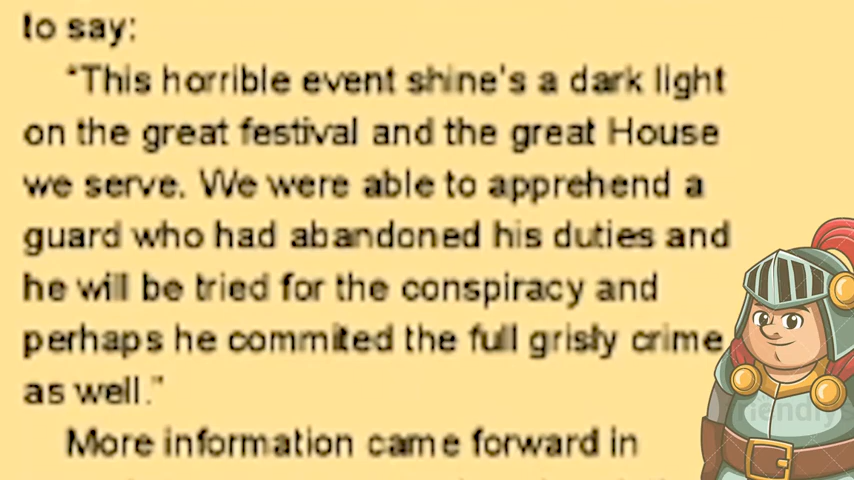 to say:
"This horrible event shine's a dark light
on the great festival and the great House
we serve. We were able to apprehend a
guard who had abandoned his duties and
he will be tried for the conspiracy and
perhaps he commited the full grisly crime
as well."
More information came forward in